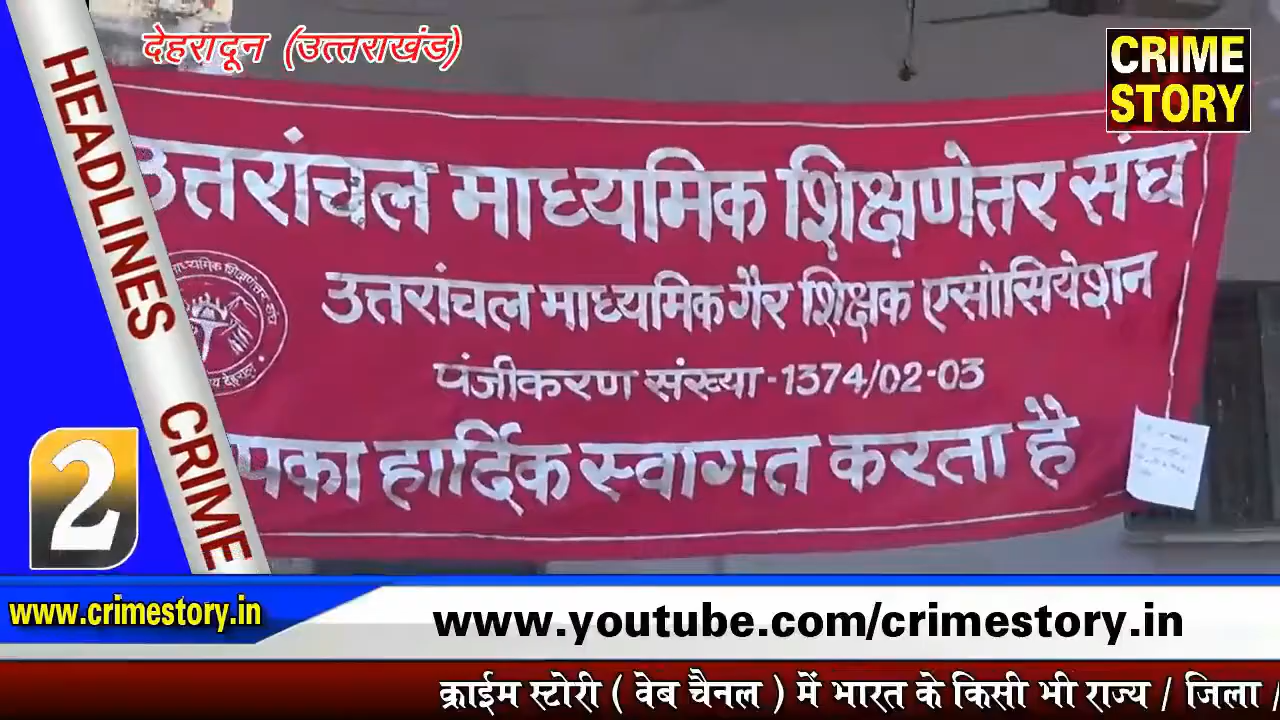 देहरादून (उत्तराखंड)
CRIME
STORY
HEADLINES CRIME
उत्तरांचल माध्यमिक शिक्षणेत्तर संघ
उत्तरांचल माध्यमिक गैर शिक्षक एसोसियेशन
पंजीकरण संख्या-1374/02-03
पका हार्दिक स्वागत करता है
2
www.crimestory.in
www.youtube.com/crimestory.in
क्राईम स्टोरी ( वेब चैनल ) में भारत के किसी भी राज्य / जिला /